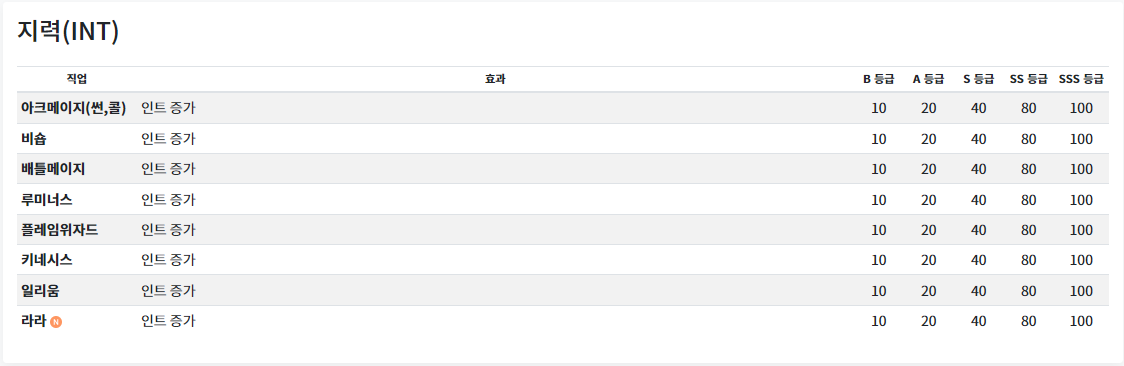 지력(INT)
직업 효과 B 등급 A 등급 S 등급 SS 등급 SSS 등급
아크메이지(썬,콜) 인트 증가 10 20 40 80 100
비숍 인트 증가 10 20 40 80 100
배틀메이지 인트 증가 10 20 40 80 100
루미너스 인트 증가 10 20 40 80 100
플레임위자드 인트 증가 10 20 40 80 100
키네시스 인트 증가 10 20 40 80 100
일리움 인트 증가 10 20 40 80 100
라라 N 인트 증가 10 20 40 80 100